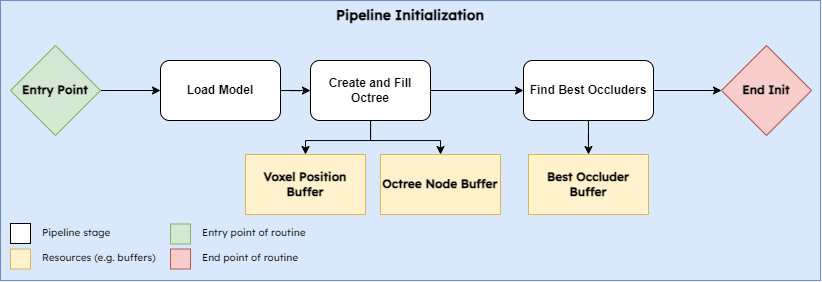 Pipeline Initialization
Entry Point
Load Model
Create and Fill
Octree
Find Best Occluders
End Init
Voxel Position
Buffer
Octree Node Buffer
Best Occluder
Buffer
Pipeline stage
Entry point of routine
Resources (e.g. buffers)
End point of routine